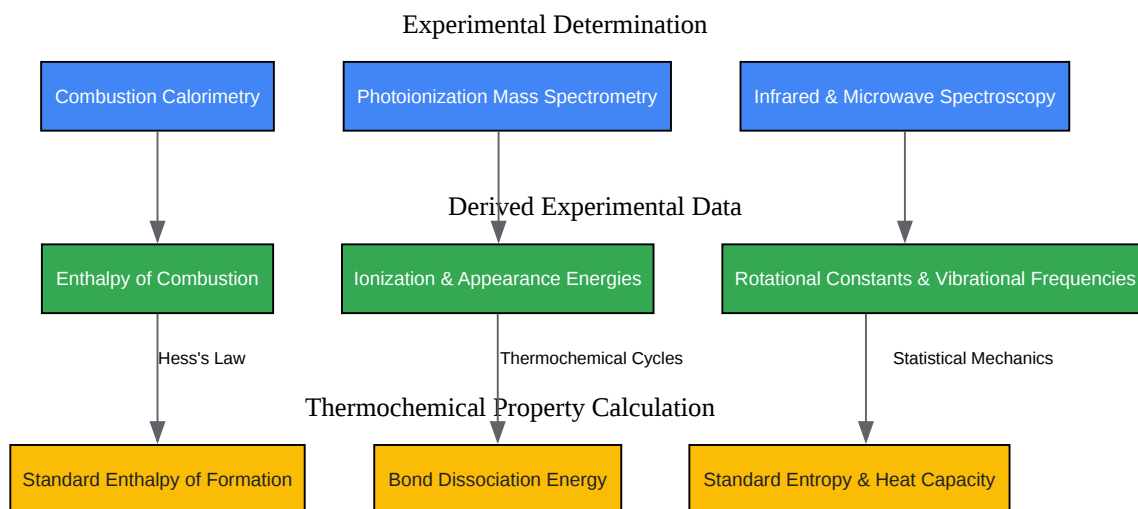 Experimental Determination
Combustion Calorimetry
Photoionization Mass Spectrometry
Infrared & Microwave Spectroscopy
Derived Experimental Data
Enthalpy of Combustion
Ionization & Appearance Energies
Rotational Constants & Vibrational Frequencies
Hess's Law
Thermochemical Cycles
Statistical Mechanics
Thermochemical Property Calculation
Standard Enthalpy of Formation
Bond Dissociation Energy
Standard Entropy & Heat Capacity